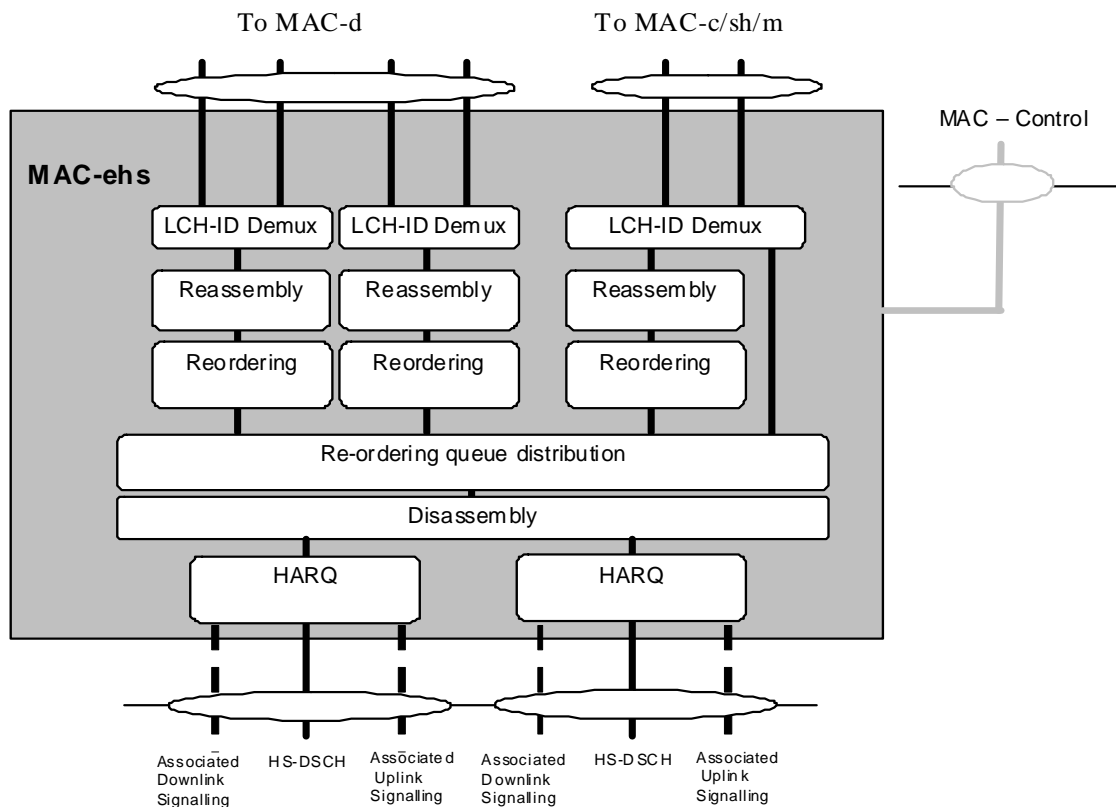 To MAC-d
To MAC-c/sh/m
MAC – Control
MAC-ehs
LCH-ID Demux
LCH-ID Demux
LCH-ID Demux
Reassembly
Reassembly
Reassembly
Reordering
Reordering
Reordering
Re-ordering queue distribution
Disassembly
HARQ
HARQ
Associated
Downlink
Signalling
HS-DSCH
Associated
Uplink
Signalling
Associated
Downlink
Signalling
HS-DSCH
Associated
Uplink
Signalling